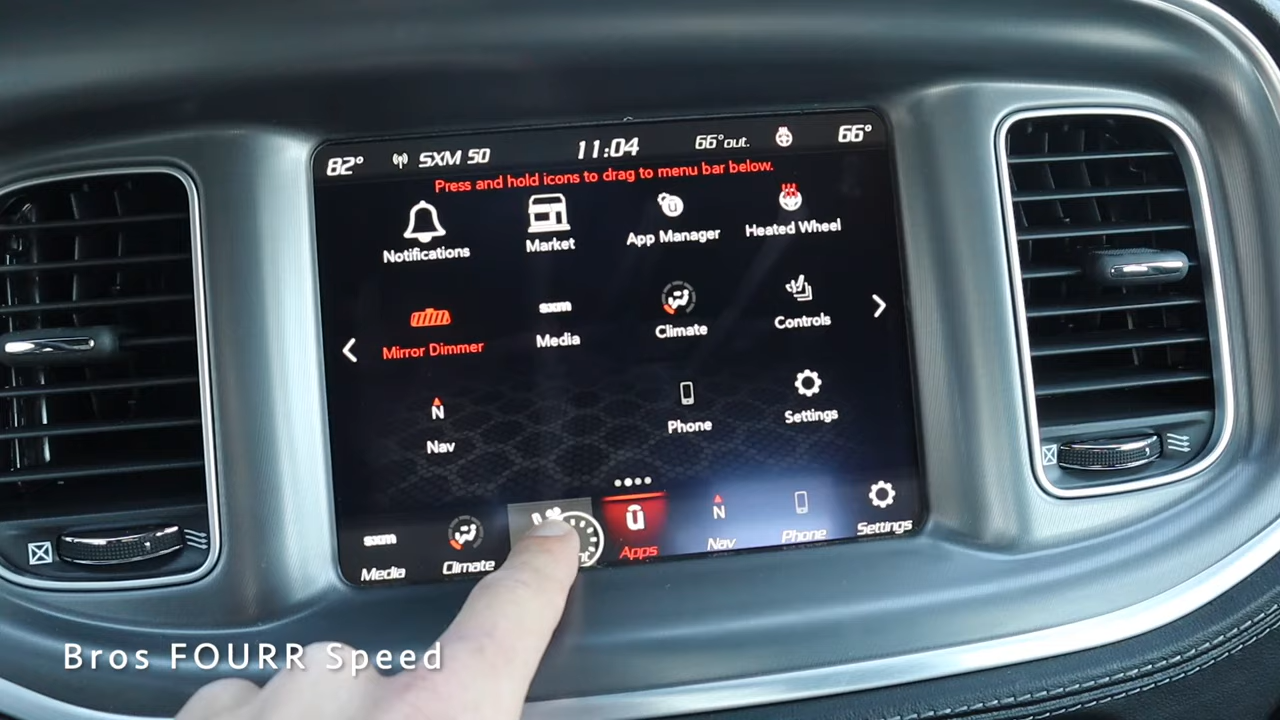 82° SXM 50 11:04 66°out. 66°
Press and hold icons to drag to menu bar below.
Notifications Market App Manager Heated Wheel
Mirror Dimmer sxm Media Climate Controls
N Nav Phone Settings
sxm Media Climate û Apps N Nav Phone Settings
Bros FOURR Speed